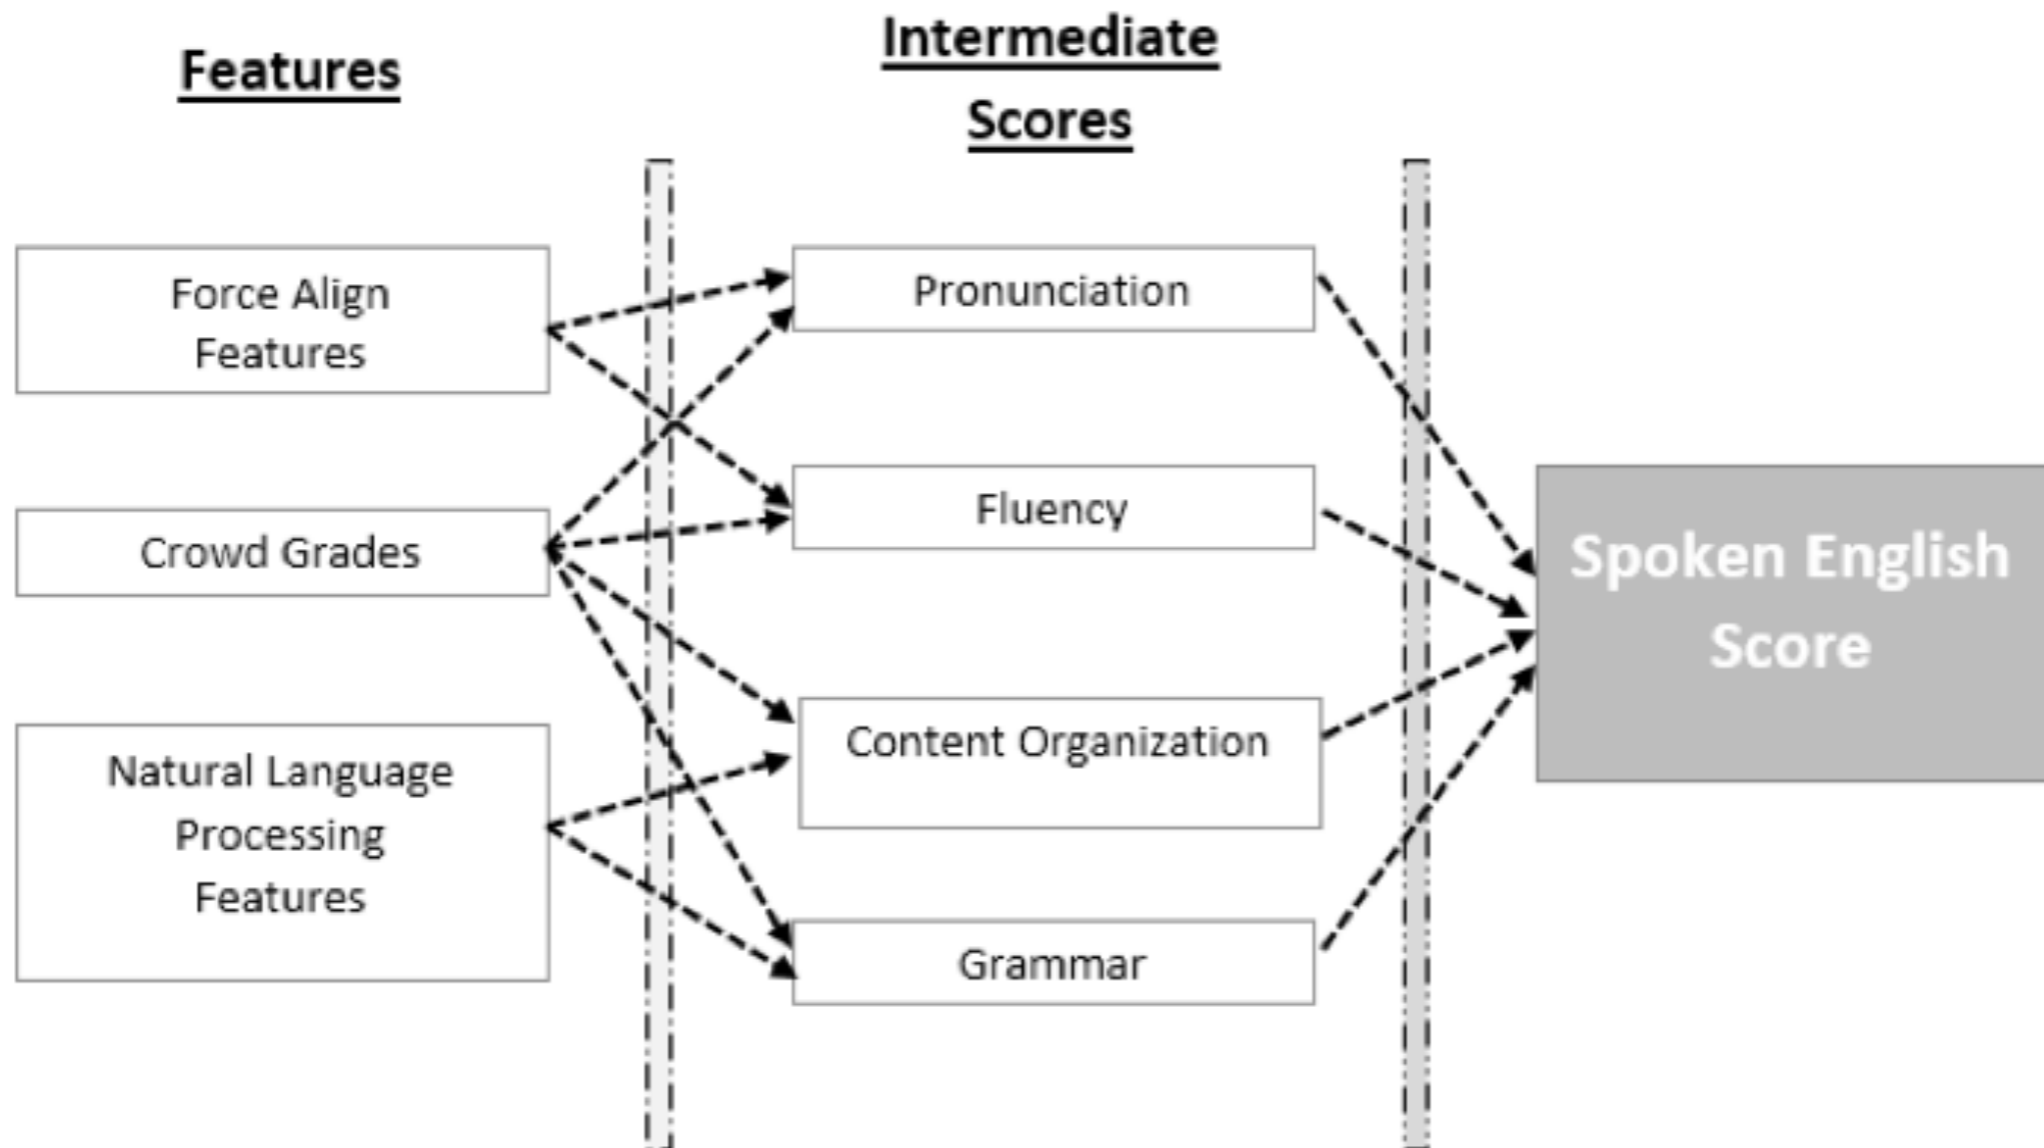 Features
Intermediate
Scores
Force Align
Features
Crowd Grades
Natural Language
Processing
Features
Pronunciation
Fluency
Content Organization
Grammar
Spoken English
Score